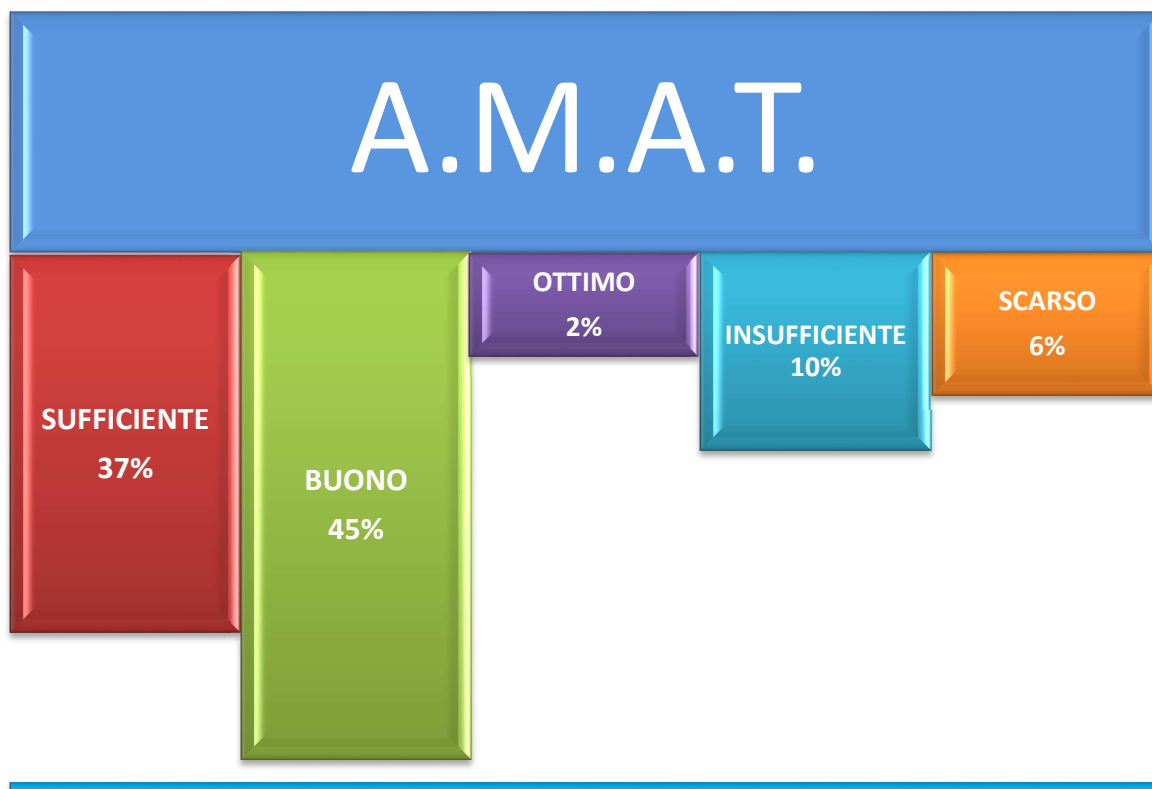 A.M.A.T.
SUFFICIENTE
37%
BUONO
45%
OTTIMO
2%
INSUFFICIENTE
10%
SCARSO
6%